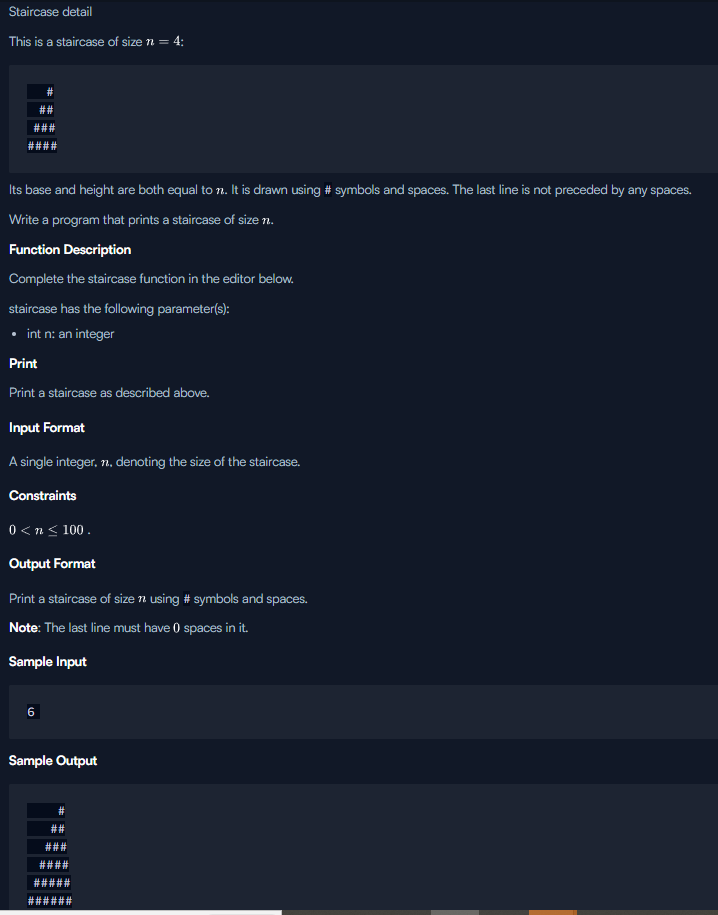 Staircase detail
This is a staircase of size n = 4:
   #
  ##
 ###
####
Its base and height are both equal to n. It is drawn using # symbols and spaces. The last line is not preceded by any spaces.
Write a program that prints a staircase of size n.
Function Description
Complete the staircase function in the editor below.
staircase has the following parameter(s):
• int n: an integer
Print
Print a staircase as described above.
Input Format
A single integer, n, denoting the size of the staircase.
Constraints
0 < n ≤ 100 .
Output Format
Print a staircase of size n using # symbols and spaces.
Note: The last line must have 0 spaces in it.
Sample Input
6
Sample Output
     #
    ##
   ###
  ####
 #####
######